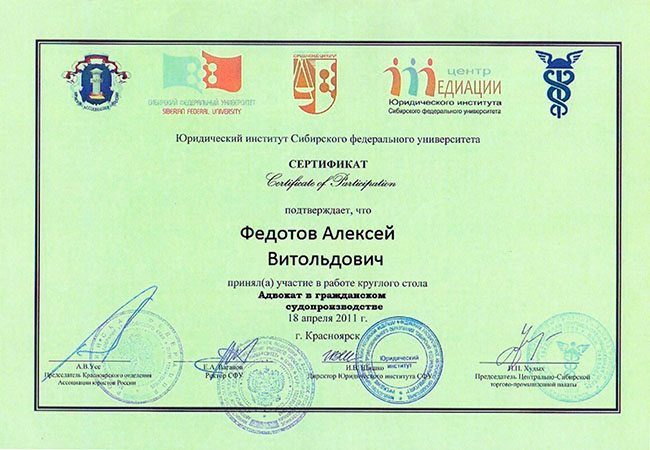 СИБИРСКИЙ ФЕДЕРАЛЬНЫЙ УНИВЕРСИТЕТ
SIBERIAN FEDERAL UNIVERSITY
центр
МЕДИАЦИИ
Юридического института
Сибирского федерального университета
Юридический институт Сибирского федерального университета
СЕРТИФИКАТ
Certificate of Participation
подтверждает, что
Федотов Алексей
Витольдович
принял(а) участие в работе круглого стола
Адвокат в гражданском
судопроизводстве
18 апреля 2011 г.
г. Красноярск
А.В.Усс
Председатель Красноярского отделения
Ассоциации юристов России
Е.А.Ваганов
Ректор СФУ
И.В. Шишко
Директор Юридического института СФУ
Юридический
институт
Председатель Центрально-Сибирской
торгово-промышленной палаты